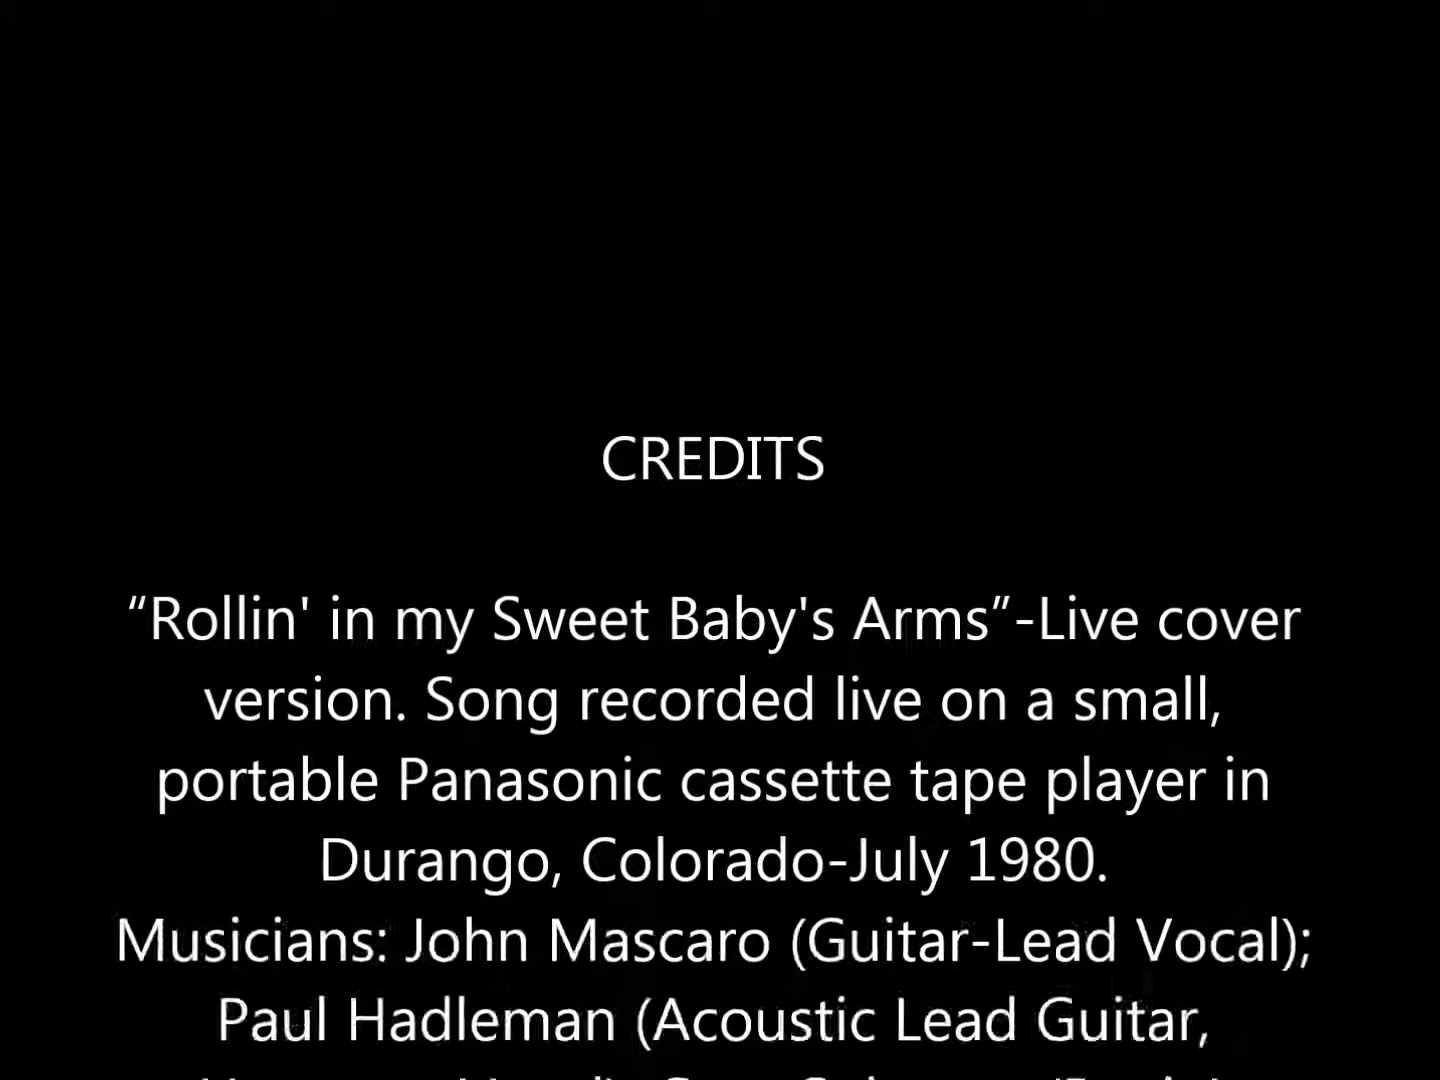 CREDITS
“Rollin' in my Sweet Baby's Arms”-Live cover
version. Song recorded live on a small,
portable Panasonic cassette tape player in
Durango, Colorado-July 1980.
Musicians: John Mascaro (Guitar-Lead Vocal);
Paul Hadleman (Acoustic Lead Guitar,